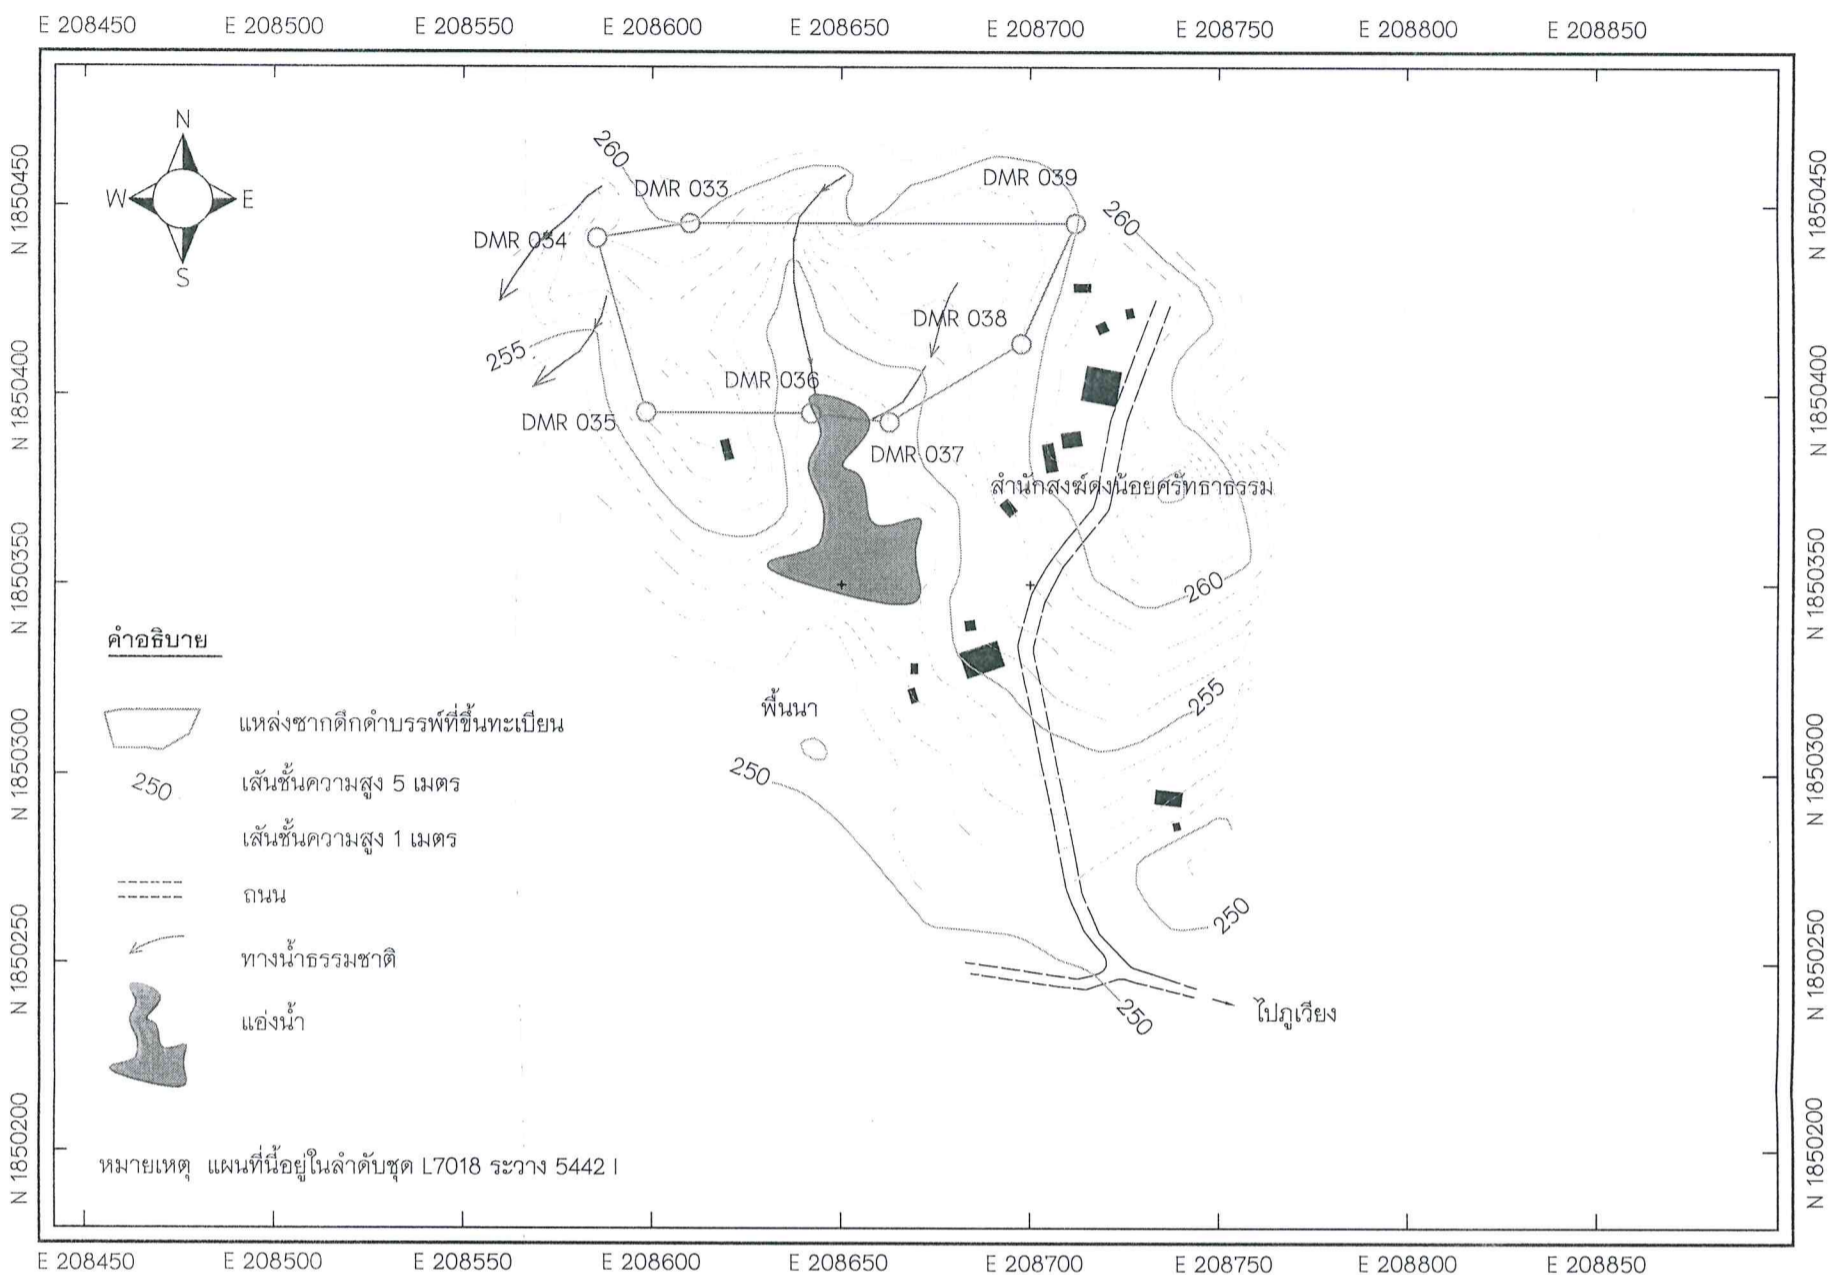 E 208450 E 208500 E 208550 E 208600 E 208650 E 208700 E 208750 E 208800 E 208850
N 1850450
N 1850400
N 1850350
N 1850300
N 1850250
N 1850200
N
W E
S
260
DMR 033
DMR 039
260
DMR 034
DMR 038
255
DMR 036
DMR 035
DMR 037
สำนักสงฆ์ดงน้อยศรัทธาธรรม
260
คำอธิบาย
255
พื้นนา
แหล่งซากดึกดำบรรพ์ที่ขึ้นทะเบียน
250
250
เส้นชั้นความสูง 5 เมตร
เส้นชั้นความสูง 1 เมตร
ถนน
250
ทางน้ำธรรมชาติ
250
ไปภูเวียง
แอ่งน้ำ
หมายเหตุ แผนที่นี้อยู่ในลำดับชุด L7018 ระวาง 5442 I
N 1850450
N 1850400
N 1850350
N 1850300
N 1850250
N 1850200
E 208450 E 208500 E 208550 E 208600 E 208650 E 208700 E 208750 E 208800 E 208850